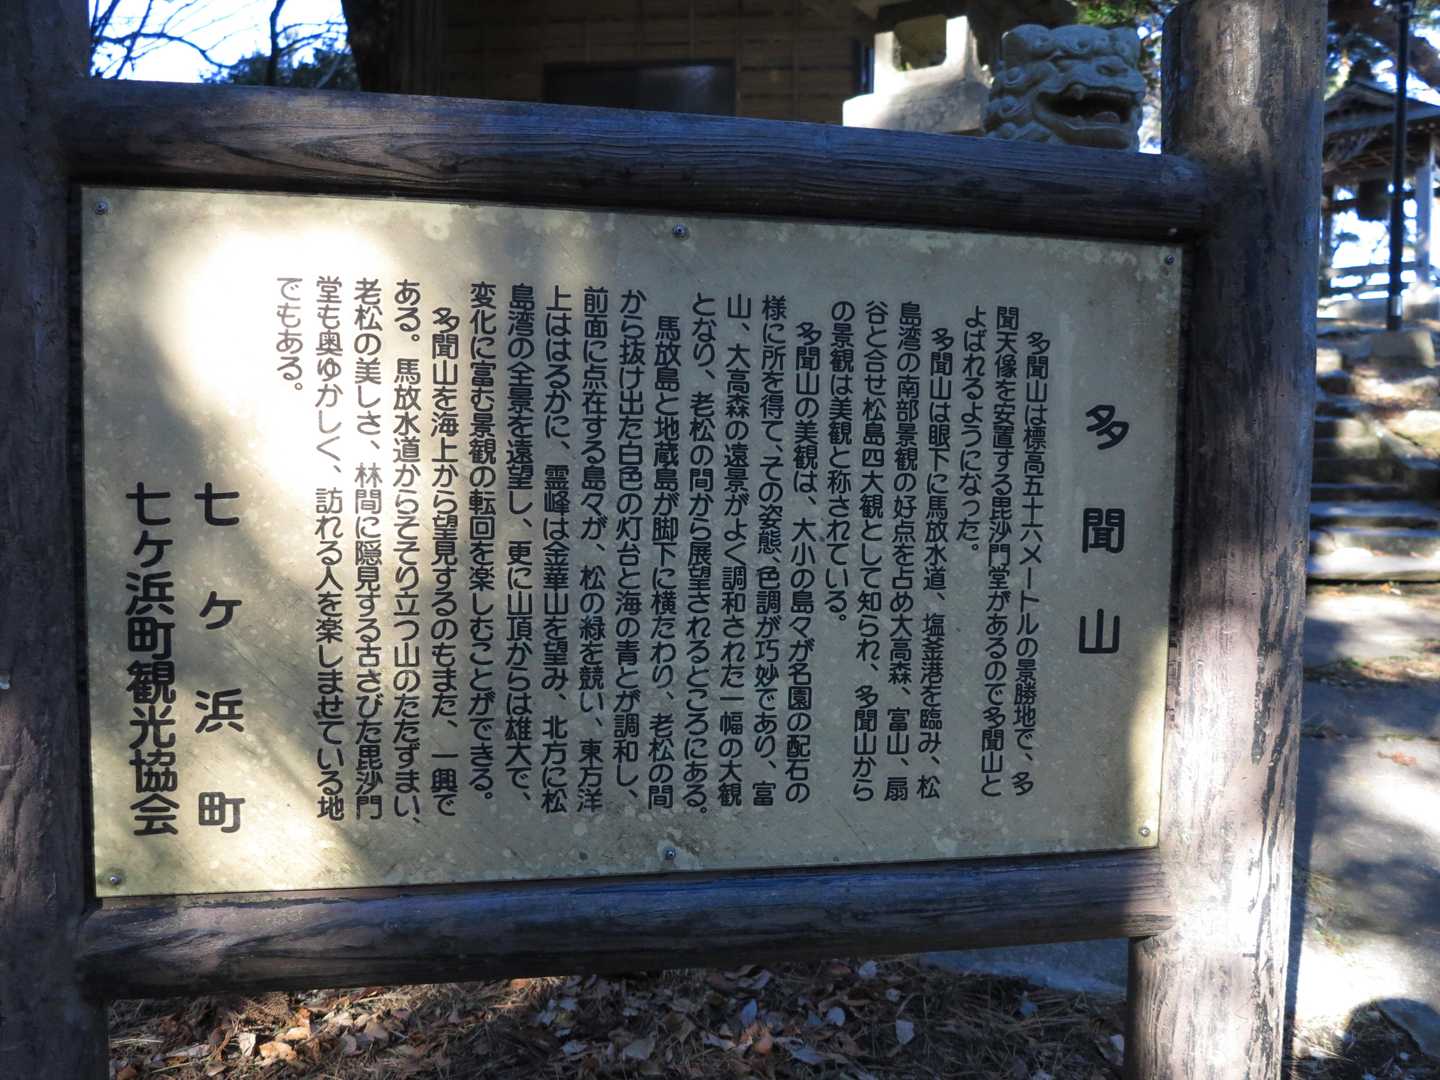 多聞山
多聞山は標高五十六メートルの景勝地で、多
聞天像を安置する毘沙門堂があるので多聞山と
よばれるようになった。
多聞山は眼下に馬放水道、塩釜港を臨み、松
島湾の南部景観の好点を占め大高森、富山、扇
谷と合せ松島四大観として知られ、多聞山から
の景観は美観と称されている。
多聞山の美観は、大小の島々が名園の配石の
様に所を得て、その姿態、色調が巧妙であり、富
山、大高森の遠景がよく調和された一幅の大観
となり、老松の間から展望されるところにある。
馬放島と地蔵島が脚下に横たわり、老松の間
から抜け出た白色の灯台と海の青とが調和し、
前面に点在する島々が、松の緑を競い、東方洋
上ははるかに、霊峰は金華山を望み、北方に松
島湾の全景を遠望し、更に山頂からは雄大で、
変化に富む景観の転回を楽しむことができる。
多聞山を海上から望見するのもまた、一興で
ある。馬放水道からそそり立つ山のたたずまい、
老松の美しさ、林間に隠見する古さびた毘沙門
堂も奥ゆかしく、訪れる人を楽しませている地
でもある。
七ケ浜町
七ケ浜町観光協会